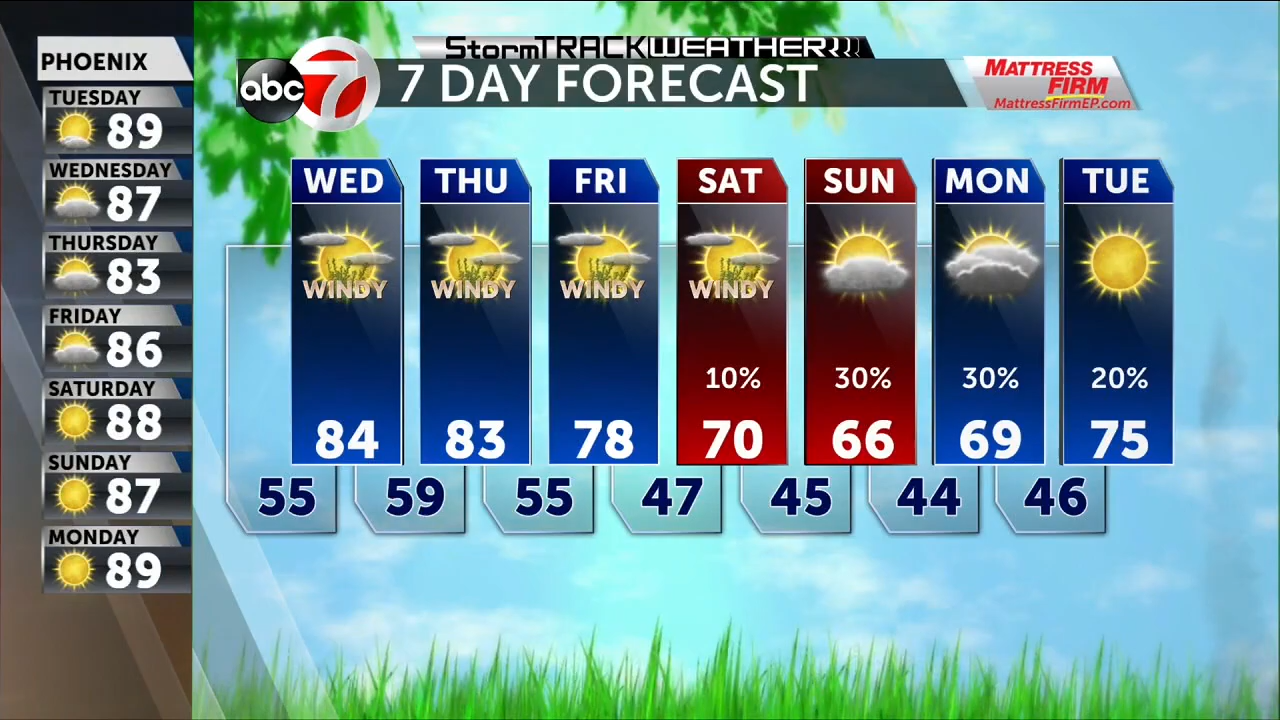 PHOENIX
TUESDAY
89
WEDNESDAY
87
THURSDAY
83
FRIDAY
86
SATURDAY
88
SUNDAY
87
MONDAY
89
StormTRACKWEATHER
abc 7
7 DAY FORECAST
MATTRESS
FIRM
MattressFirmEP.com
WED THU FRI SAT SUN MON TUE
WINDY WINDY WINDY WINDY
10% 30% 30% 20%
84 83 78 70 66 69 75
55 59 55 47 45 44 46